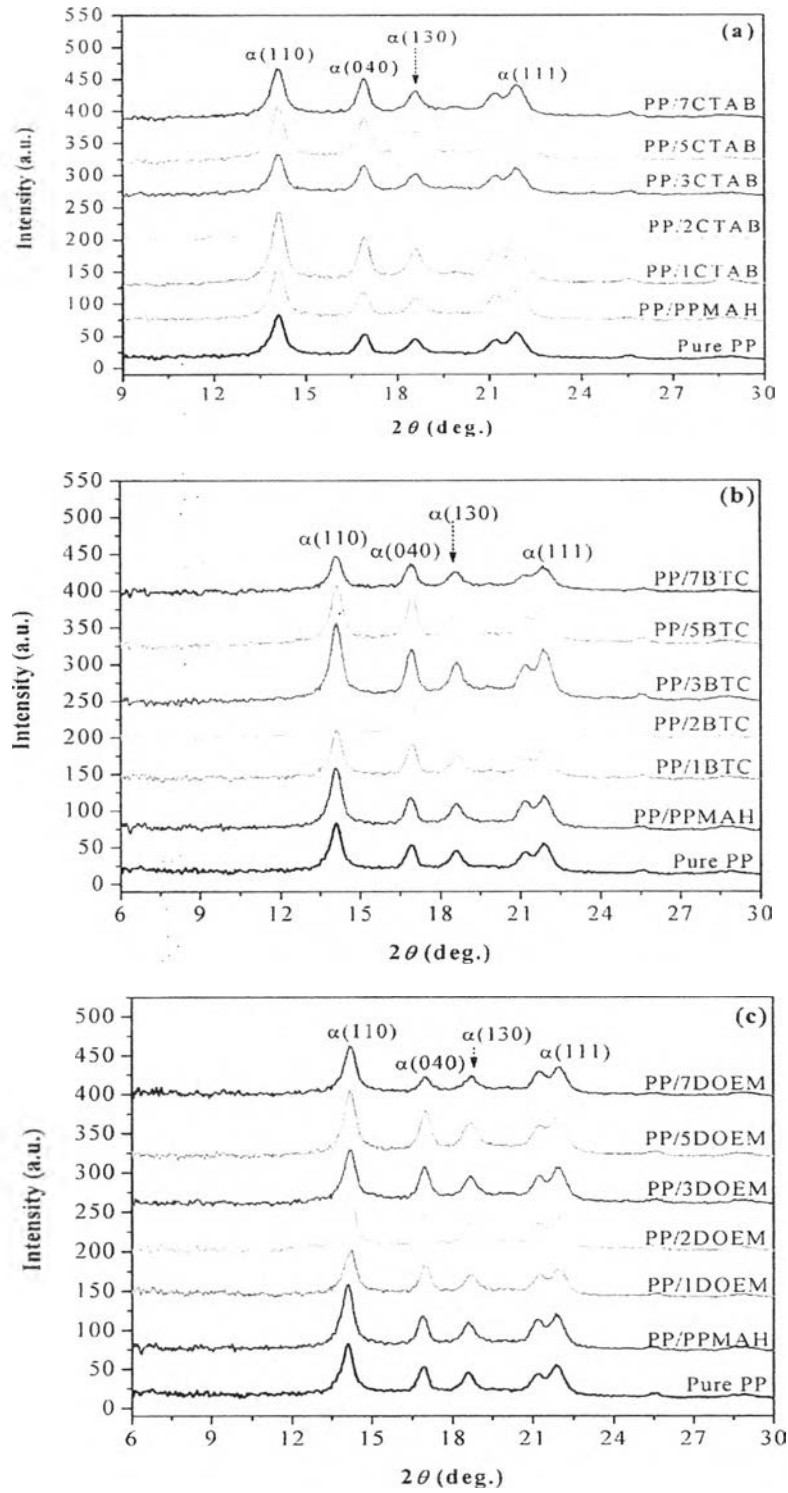 (a)
550
500
450
400
350
300
250
200
150
100
50
0
Intensity (a.u.)
α(110)
α(040)
α(130)
α(111)
PP/7CTAB
PP/5CTAB
PP/3CTAB
PP/2CTAB
PP/1CTAB
PP/PPMAH
Pure PP
9 12 15 18 21 24 27 30
2θ (deg.)
(b)
550
500
450
400
350
300
250
200
150
100
50
0
Intensity (a.u.)
α(110)
α(040)
α(130)
α(111)
PP/7BTC
PP/5BTC
PP/3BTC
PP/2BTC
PP/1BTC
PP/PPMAH
Pure PP
6 9 12 15 18 21 24 27 30
2θ (deg.)
(c)
500
450
400
350
300
250
200
150
100
50
0
Intensity (a.u.)
α(110)
α(040)
α(130)
α(111)
PP/7DOEM
PP/5DOEM
PP/3DOEM
PP/2DOEM
PP/1DOEM
PP/PPMAH
Pure PP
6 9 12 15 18 21 24 27 30
2θ (deg.)